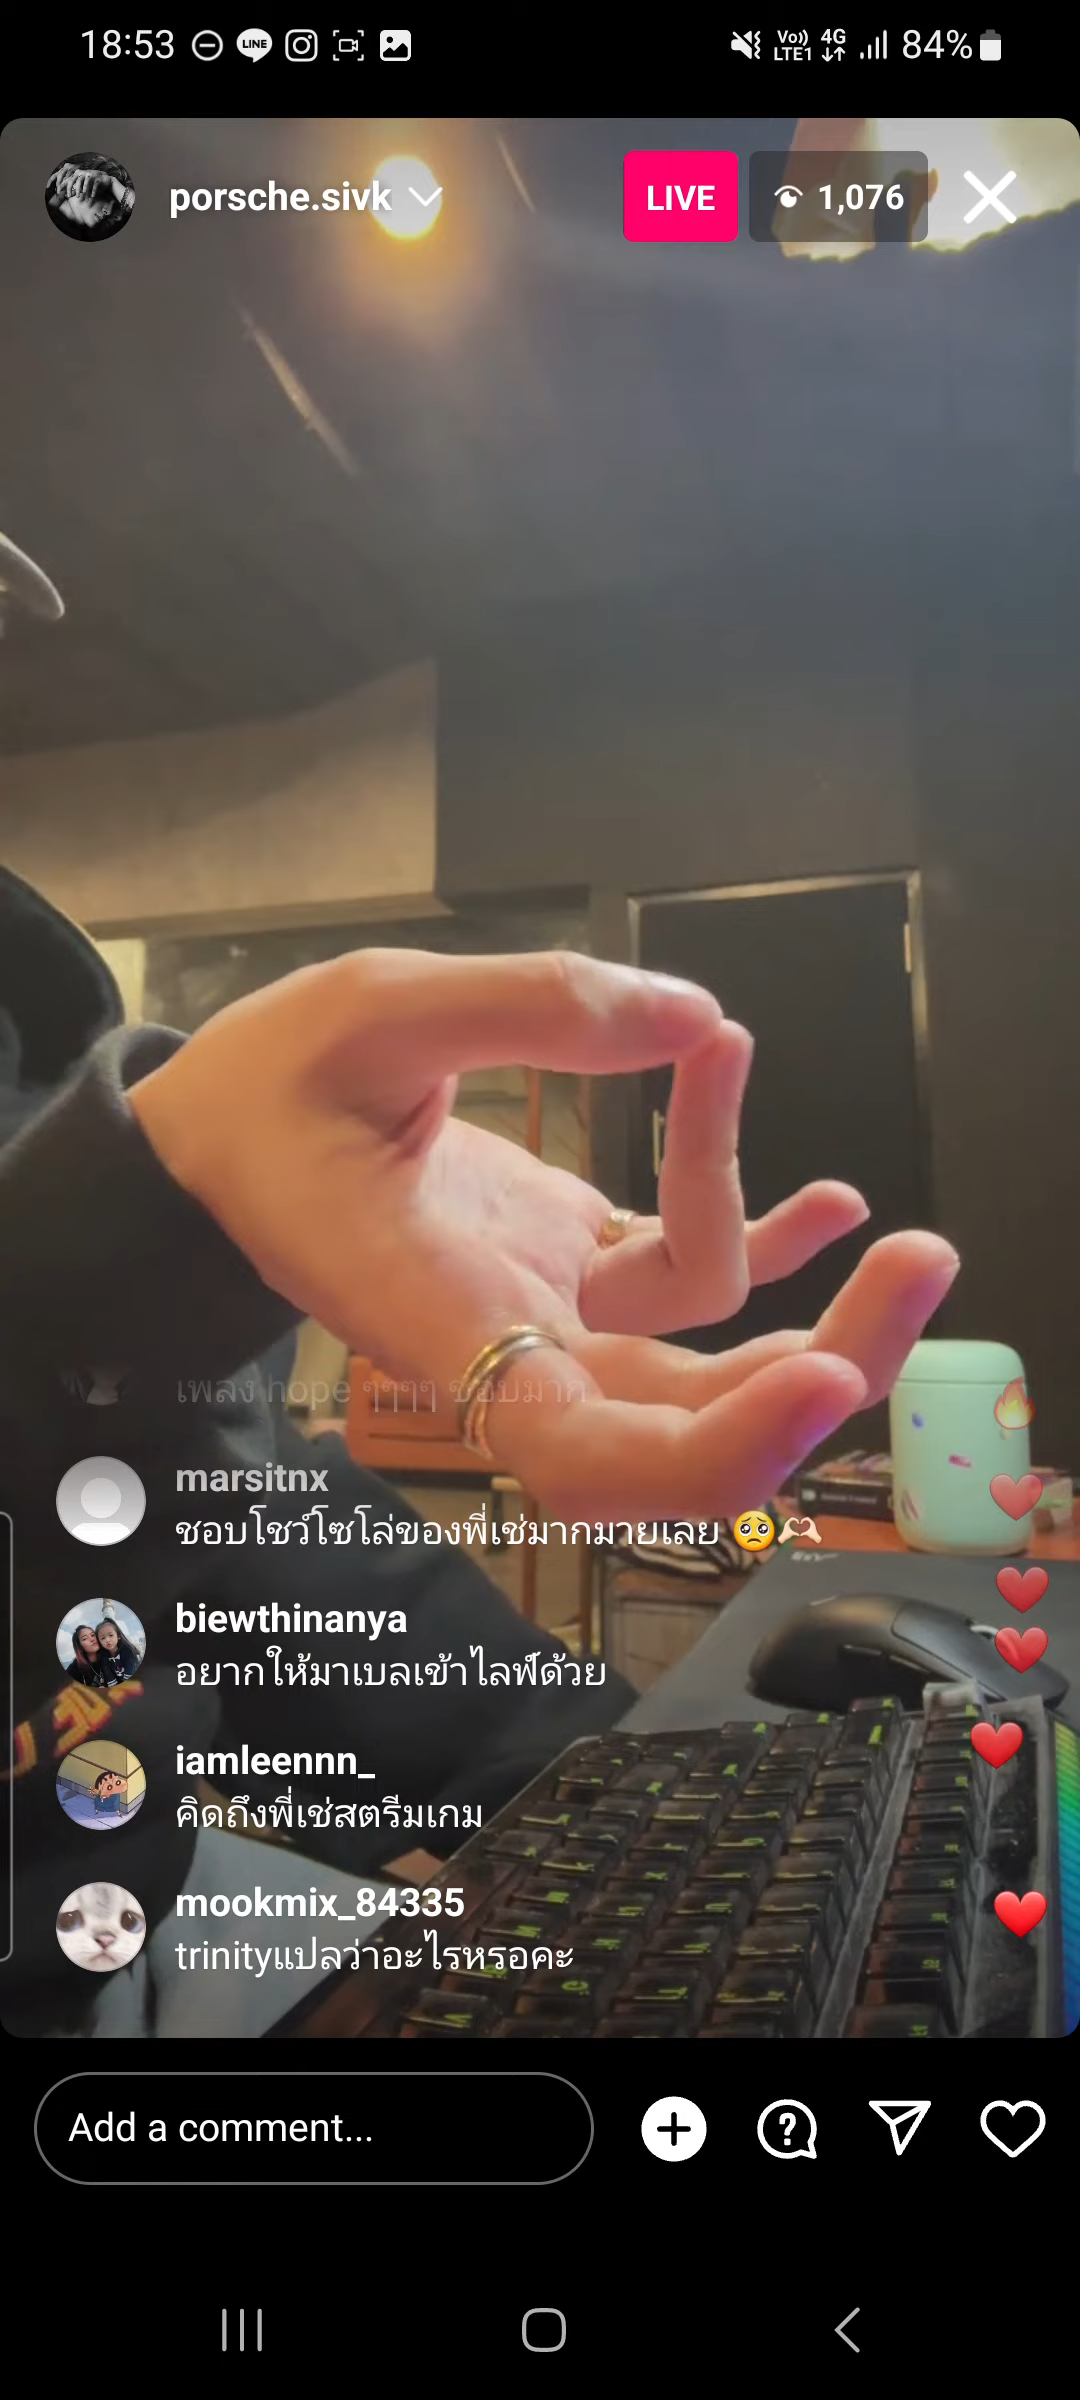 18:53
LINE
Vo))
LTE1
4G
84%
porsche.sivk
LIVE
1,076
เพลง hope ๆๆๆๆ ชอบมาก
marsitnx
ชอบโชว์โซโล่ของพี่เช่มากมายเลย 🥺🫶🏻
biewthinanya
อยากให้มาเบลเข้าไลฟ์ด้วย
iamleennn_
คิดถึงพี่เช่สตรีมเกม
mookmix_84335
trinityแปลว่าอะไรหรอคะ
Add a comment...